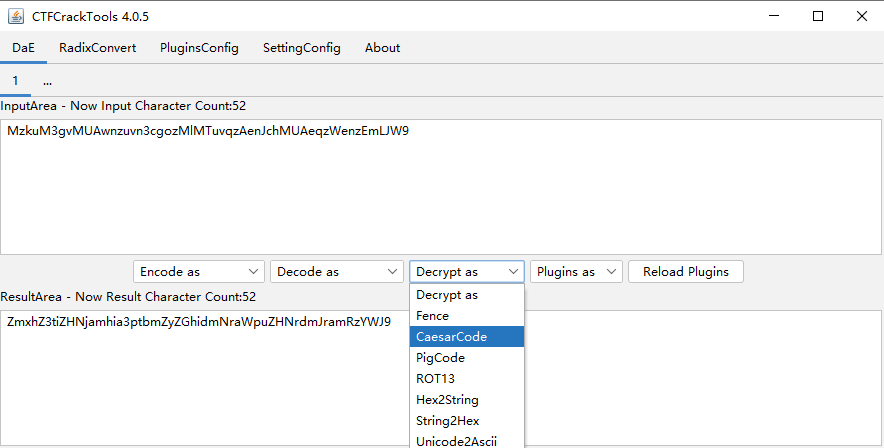 CTFCrackTools 4.0.5
DaE RadixConvert PluginsConfig SettingConfig About
1 ...
InputArea - Now Input Character Count:52
MzkuM3gvMUAwnzuvn3cgozMlMTuvqzAenJchMUAeqzWenzEmLJW9
Encode as Decode as Decrypt as Plugins as Reload Plugins
ResultArea - Now Result Character Count:52
Decrypt as
Fence
ZmxhZ3tiZHNjamhia3ptbmZyZGhidmNraWpuZHNrdmJramRzYWJ9
CaesarCode
PigCode
ROT13
Hex2String
String2Hex
Unicode2Ascii